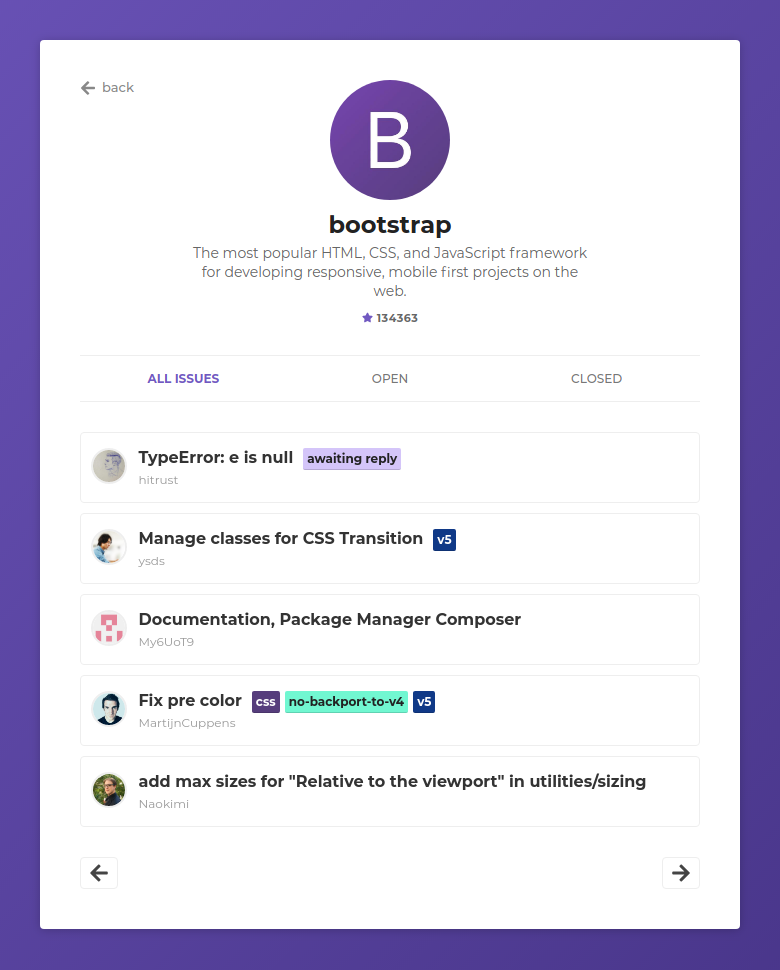 back
B
bootstrap
The most popular HTML, CSS, and JavaScript framework
for developing responsive, mobile first projects on the
web.
134363
ALL ISSUES OPEN CLOSED
TypeError: e is null awaiting reply
hitrust
Manage classes for CSS Transition v5
ysds
Documentation, Package Manager Composer
My6UoT9
Fix pre color css no-backport-to-v4 v5
MartijnCuppens
add max sizes for "Relative to the viewport" in utilities/sizing
Naokimi